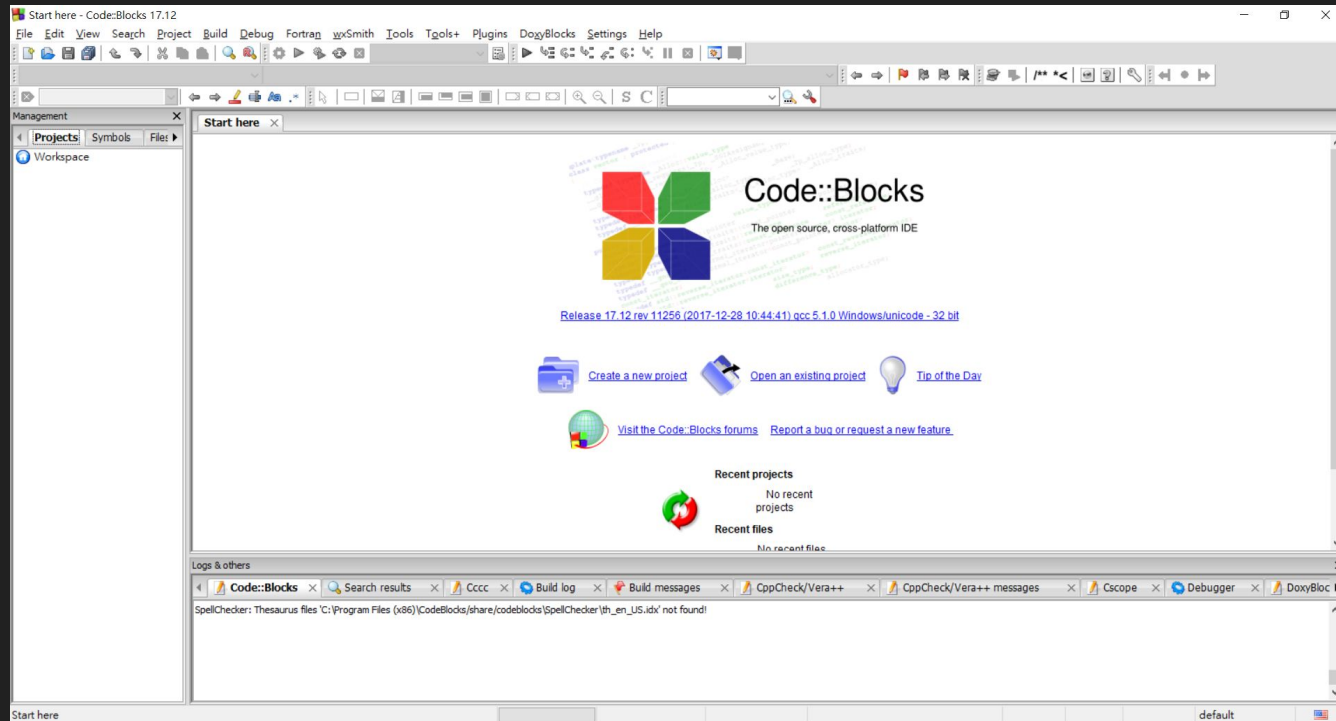 Start here - Code::Blocks 17.12
File Edit View Search Project Build Debug Fortran wxSmith Tools Tools+ Plugins DoxyBlocks Settings Help
/** *<
S C
Management
Projects Symbols Files
Workspace
Start here
Code::Blocks
The open source, cross-platform IDE
Release 17.12 rev 11256 (2017-12-28 10:44:41) gcc 5.1.0 Windows/unicode - 32 bit
Create a new project Open an existing project Tip of the Day
Visit the Code::Blocks forums Report a bug or request a new feature
Recent projects
No recent
projects
Recent files
No recent files
Logs & others
Code::Blocks Search results Cccc Build log Build messages CppCheck/Vera++ CppCheck/Vera++ messages Cscope Debugger DoxyBloc
SpellChecker: Thesaurus files 'C:\Program Files (x86)\CodeBlocks/share/codeblocks\SpellChecker\th_en_US.idx' not found!
Start here default